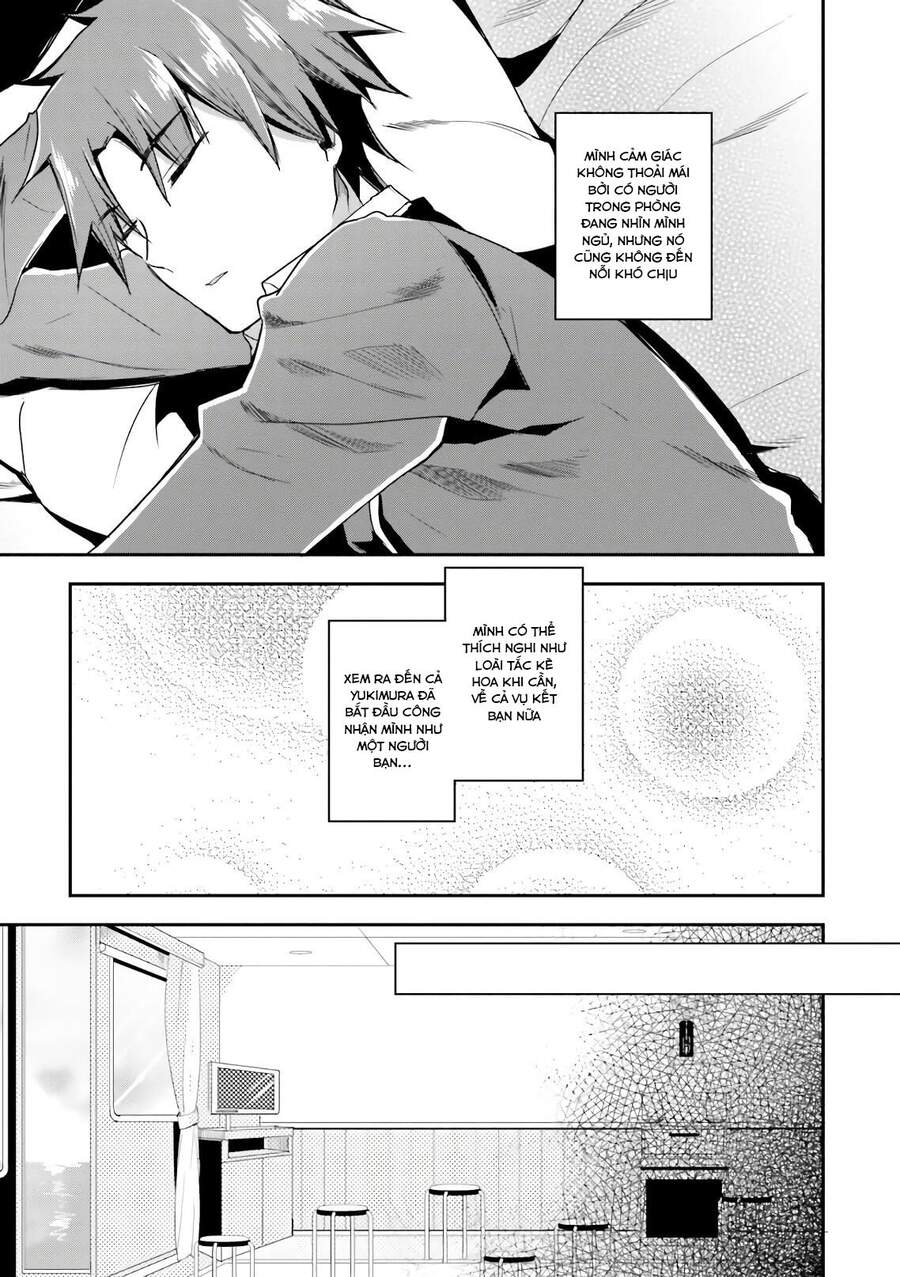 MÌNH CẢM GIÁC
KHÔNG THOẢI MÁI
BỞI CÓ NGƯỜI
TRONG PHÒNG
ĐANG NHÌN MÌNH
NGỦ, NHƯNG NÓ
CŨNG KHÔNG ĐẾN
NỖI KHÓ CHỊU
MÌNH CÓ THỂ
THÍCH NGHI NHƯ
LOÀI TẮC KÈ
HOA KHI CẦN,
VỀ CẢ VỤ KẾT
BẠN NỮA
XEM RA ĐẾN CẢ
YUKIMURA ĐÃ
BẮT ĐẦU CÔNG
NHẬN MÌNH NHƯ
MỘT NGƯỜI
BẠN...